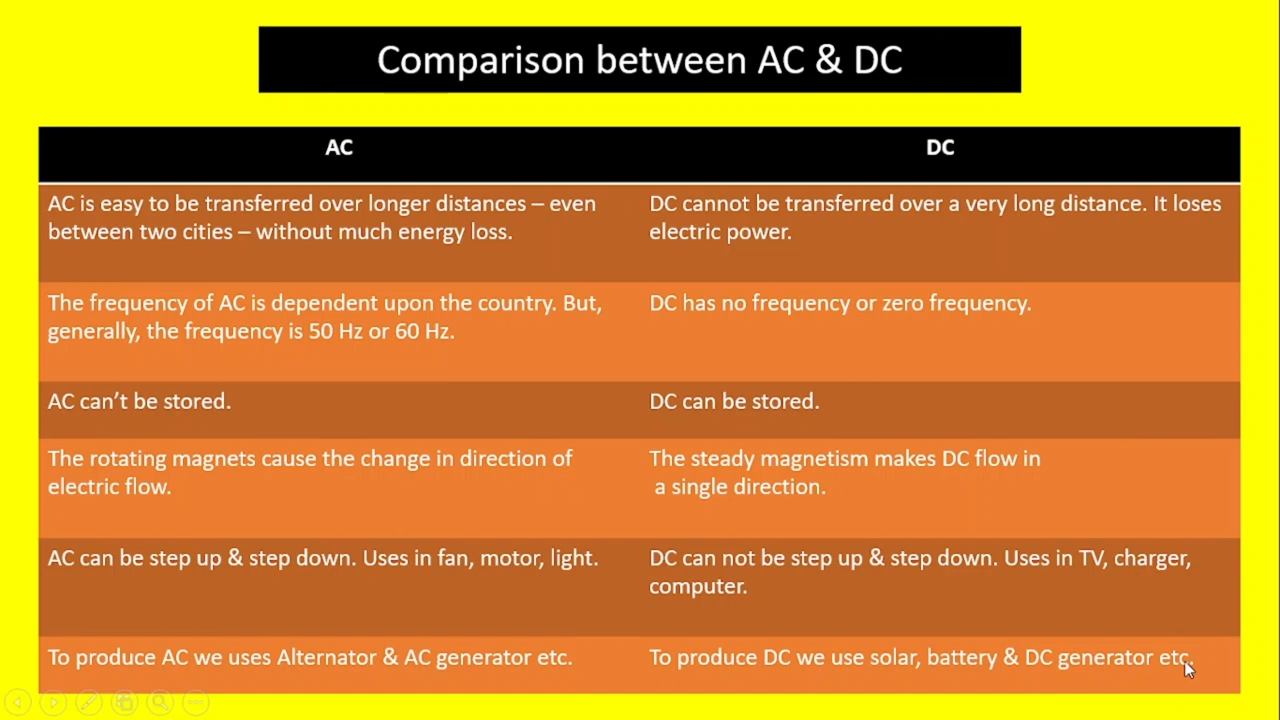 Comparison between AC & DC
AC
DC
AC is easy to be transferred over longer distances – even
between two cities – without much energy loss.
DC cannot be transferred over a very long distance. It loses
electric power.
The frequency of AC is dependent upon the country. But,
generally, the frequency is 50 Hz or 60 Hz.
DC has no frequency or zero frequency.
AC can’t be stored.
DC can be stored.
The rotating magnets cause the change in direction of
electric flow.
The steady magnetism makes DC flow in
a single direction.
AC can be step up & step down. Uses in fan, motor, light.
DC can not be step up & step down. Uses in TV, charger,
computer.
To produce AC we uses Alternator & AC generator etc.
To produce DC we use solar, battery & DC generator etc.